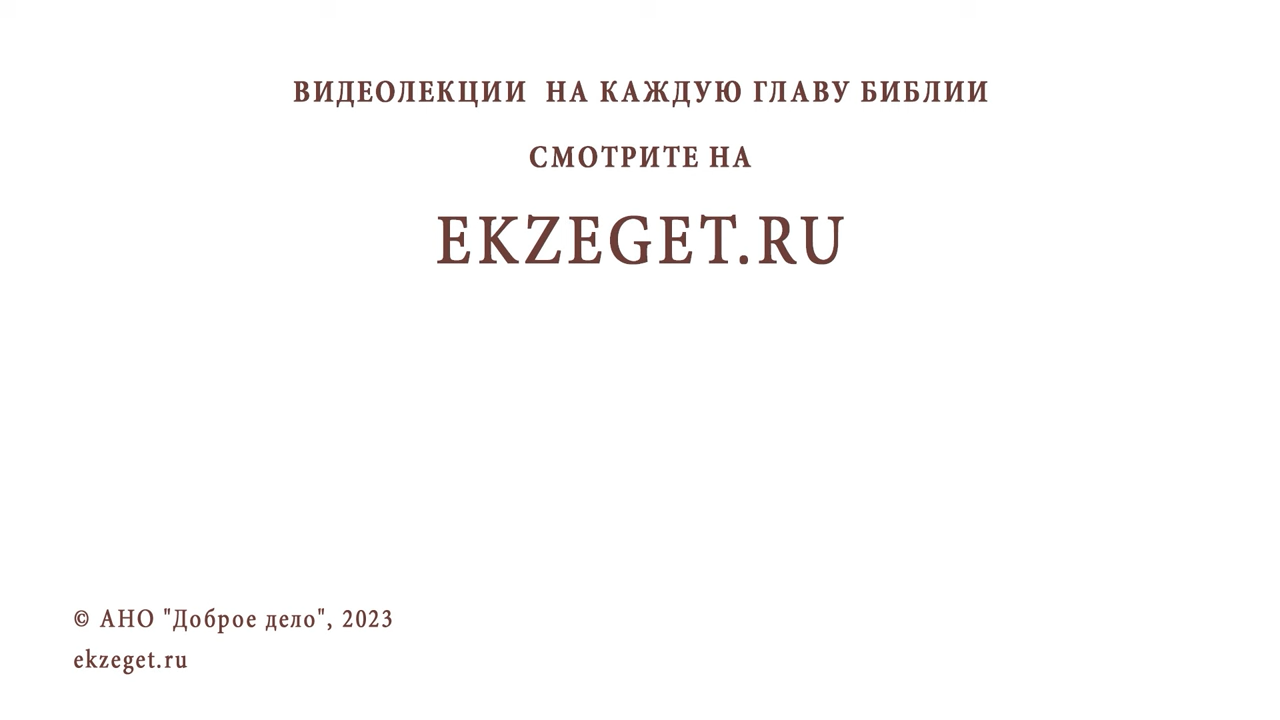 ВИДЕОЛЕКЦИИ НА КАЖДУЮ ГЛАВУ БИБЛИИ
СМОТРИТЕ НА
EKZEGET.RU
© АНО "Доброе дело", 2023
ekzeget.ru